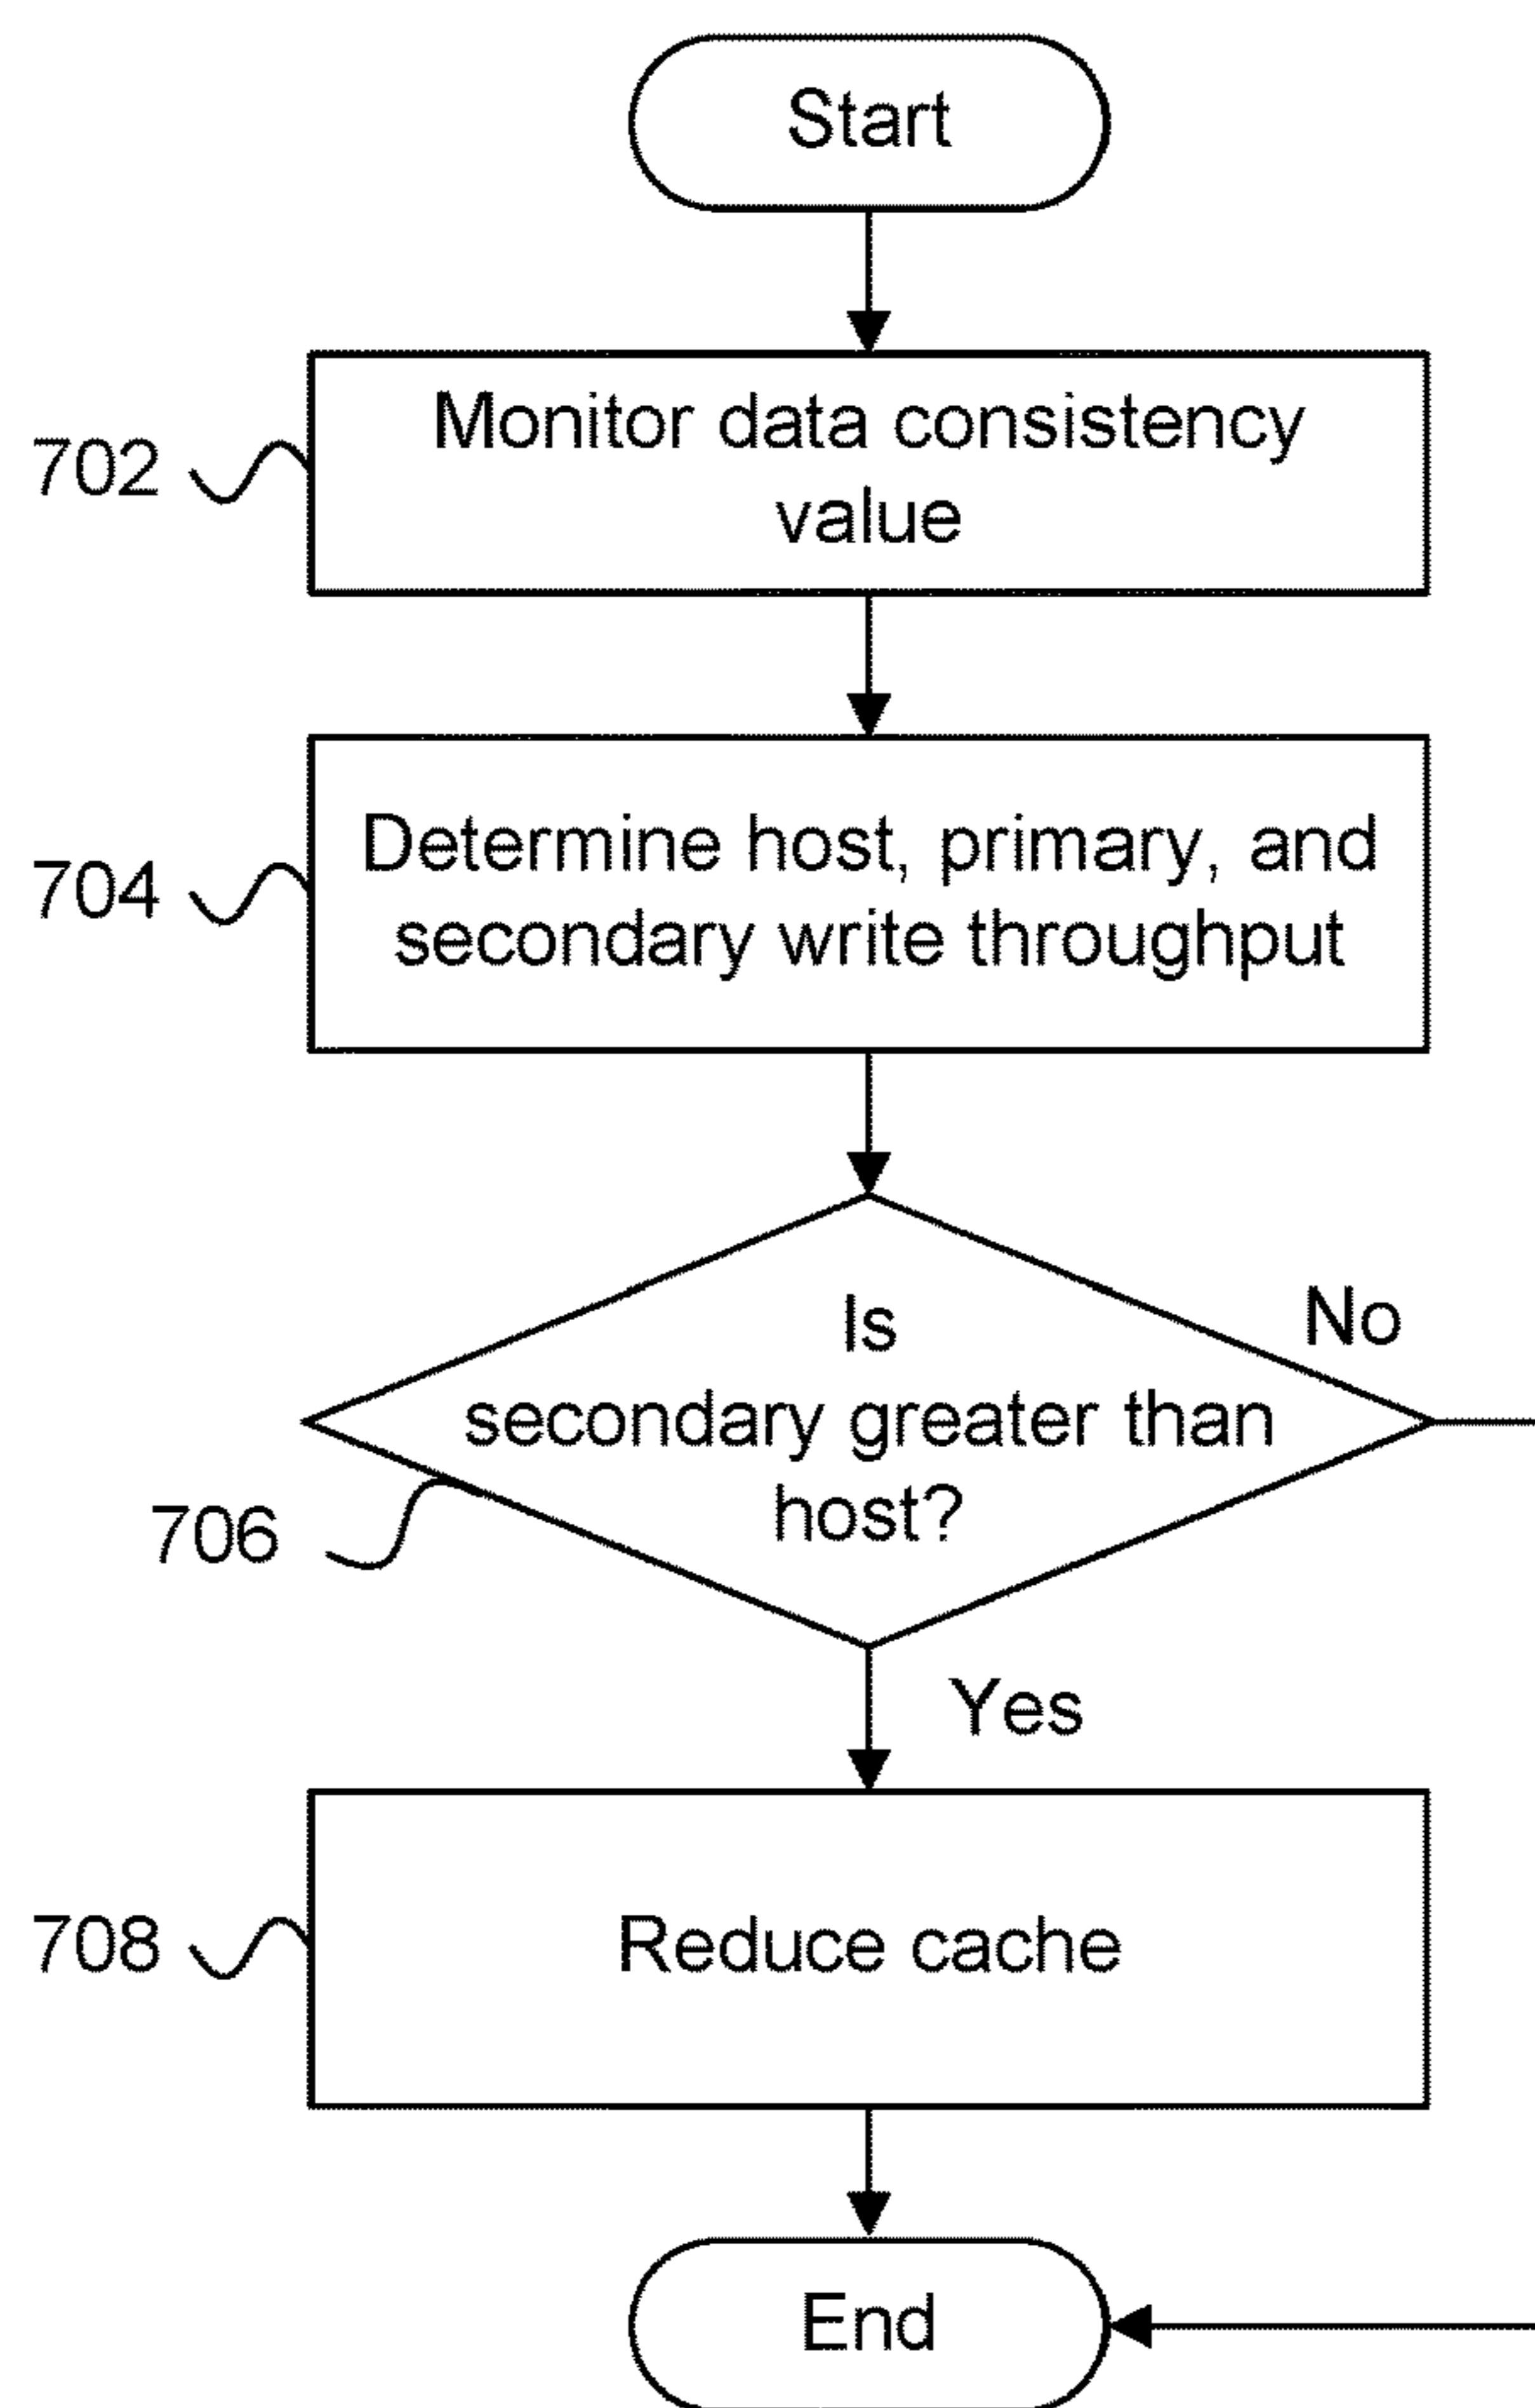 Start
702
Monitor data consistency
value
704
Determine host, primary, and
secondary write throughput
Is
secondary greater than
host?
No
706
Yes
708
Reduce cache
End